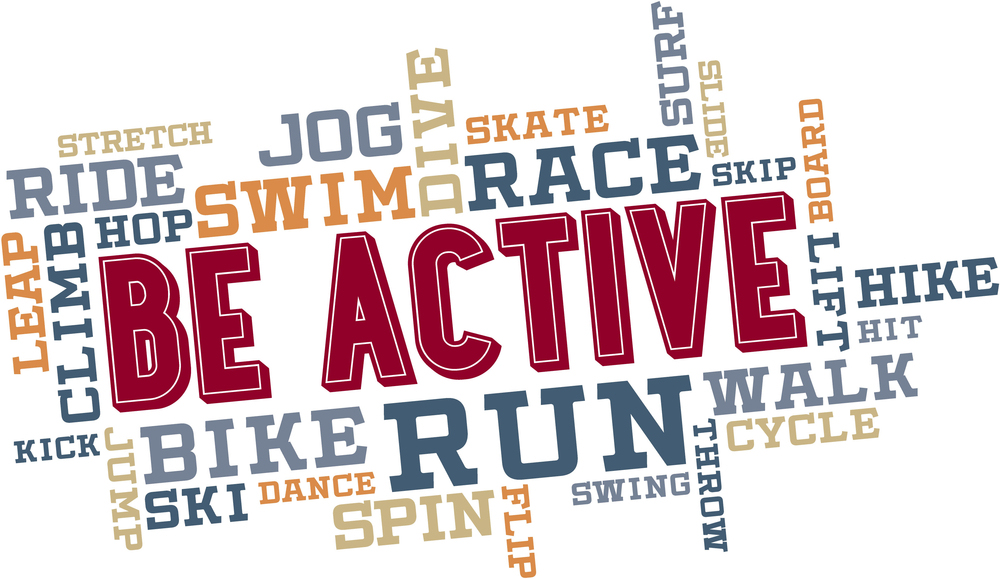 SURF
SLIDE
DIVE
JOG
SKATE
STRETCH
RIDE
SWIM
RACE
SKIP
BOARD
HOP
LEAP
CLIMB
BE ACTIVE
LIFT
HIKE
HIT
WALK
CYCLE
RUN
BIKE
KICK
JUMP
SKI
DANCE
SPIN
FLIP
SWING
THROW